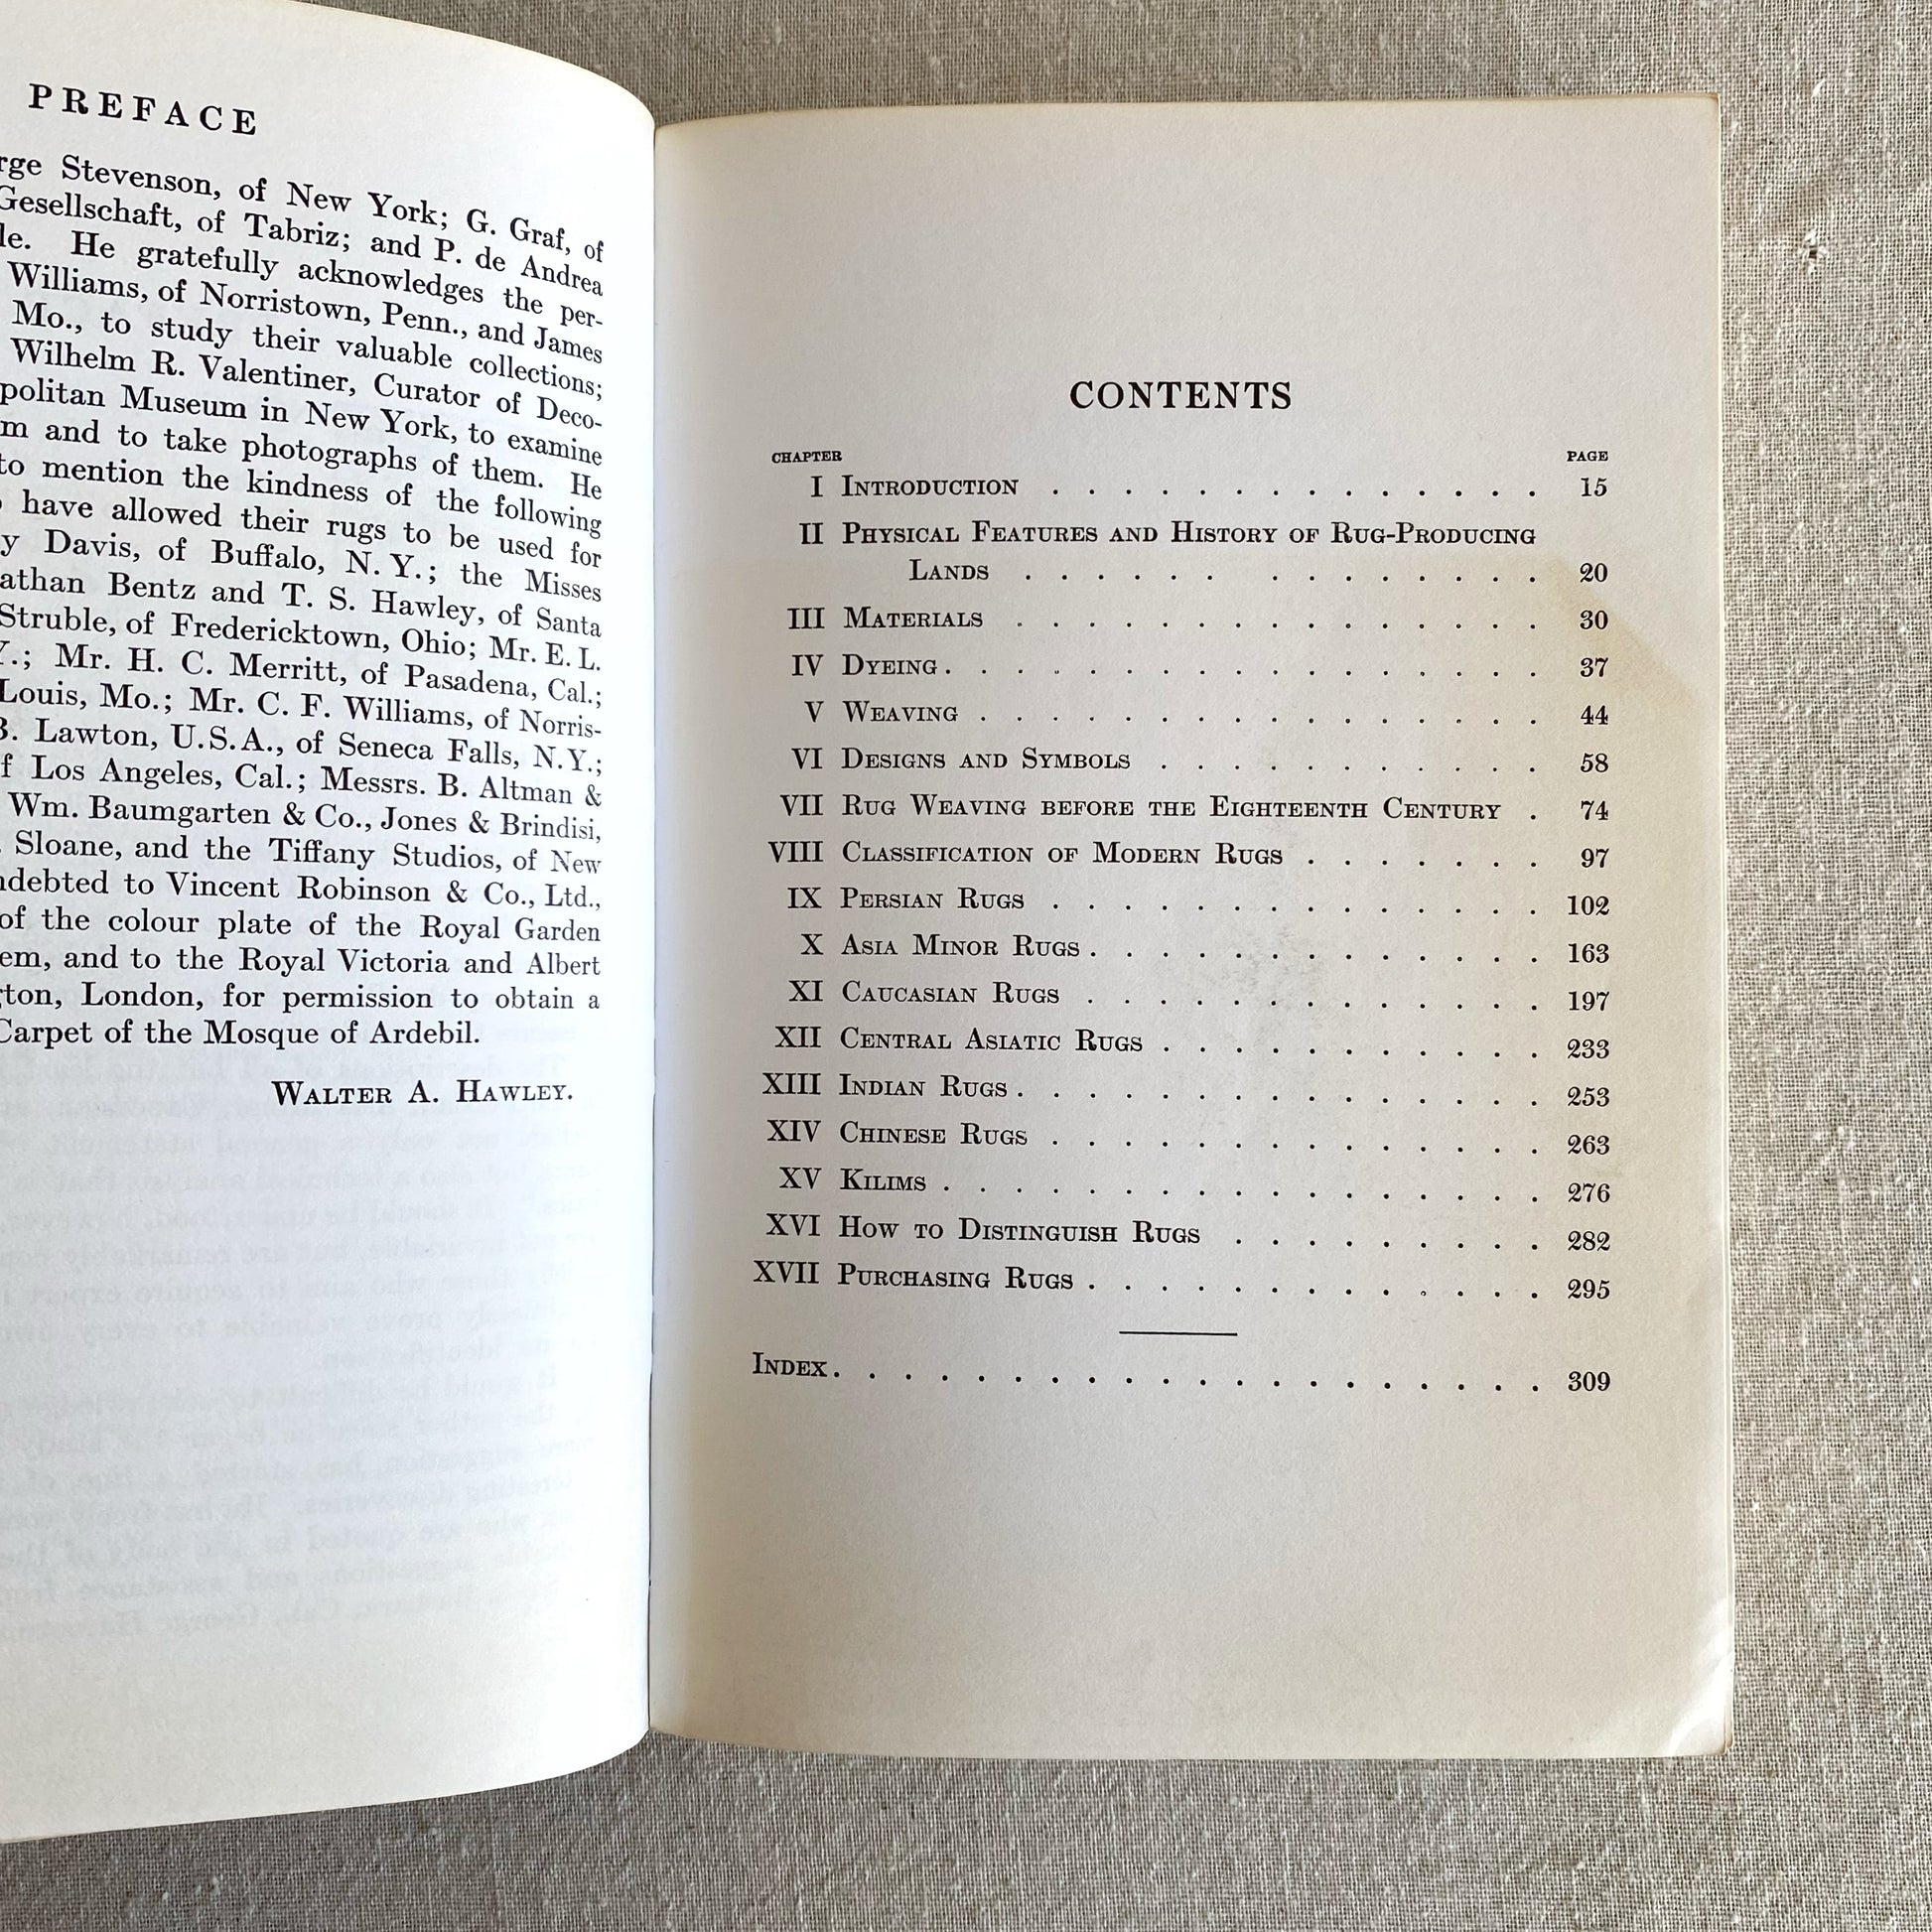 PREFACE
Stevenson, of New York; G. Graf, of
Gesellschaft, of Tabriz; and P. de Andrea
He gratefully acknowledges the per-
Williams, of Norristown, Penn., and James
Mo., to study their valuable collections;
Wilhelm R. Valentiner, Curator of Deco-
politan Museum in New York, to examine
and to take photographs of them. He
to mention the kindness of the following
have allowed their rugs to be used for
Davis, of Buffalo, N. Y.; the Misses
athan Bentz and T. S. Hawley, of Santa
Struble, of Fredericktown, Ohio; Mr. E. L.
Y.; Mr. H. C. Merritt, of Pasadena, Cal.;
Louis, Mo.; Mr. C. F. Williams, of Norris-
B. Lawton, U.S.A., of Seneca Falls, N.Y.;
of Los Angeles, Cal.; Messrs. B. Altman &
Wm. Baumgarten & Co., Jones & Brindisi,
Sloane, and the Tiffany Studios, of New
ndebted to Vincent Robinson & Co., Ltd.,
of the colour plate of the Royal Garden
em, and to the Royal Victoria and Albert
gton, London, for permission to obtain a
Carpet of the Mosque of Ardebil.
WALTER A. HAWLEY.
CONTENTS
CHAPTER PAGE
I INTRODUCTION . . . . . . . . . . . . . . 15
II PHYSICAL FEATURES AND HISTORY OF RUG-PRODUCING
LANDS . . . . . . . . . . . . . . 20
III MATERIALS . . . . . . . . . . . . . . . 30
IV DYEING . . . . . . . . . . . . . . . . . 37
V WEAVING . . . . . . . . . . . . . . . . 44
VI DESIGNS AND SYMBOLS . . . . . . . . . . . 58
VII RUG WEAVING BEFORE THE EIGHTEENTH CENTURY . 74
VIII CLASSIFICATION OF MODERN RUGS . . . . . . . 97
IX PERSIAN RUGS . . . . . . . . . . . . . . 102
X ASIA MINOR RUGS . . . . . . . . . . . . . 163
XI CAUCASIAN RUGS . . . . . . . . . . . . . 197
XII CENTRAL ASIATIC RUGS . . . . . . . . . . . 233
XIII INDIAN RUGS . . . . . . . . . . . . . . . 253
XIV CHINESE RUGS . . . . . . . . . . . . . . 263
XV KILIMS . . . . . . . . . . . . . . . . . 276
XVI HOW TO DISTINGUISH RUGS . . . . . . . . . 282
XVII PURCHASING RUGS . . . . . . . . . . . . . 295
INDEX . . . . . . . . . . . . . . . . . . . . 309